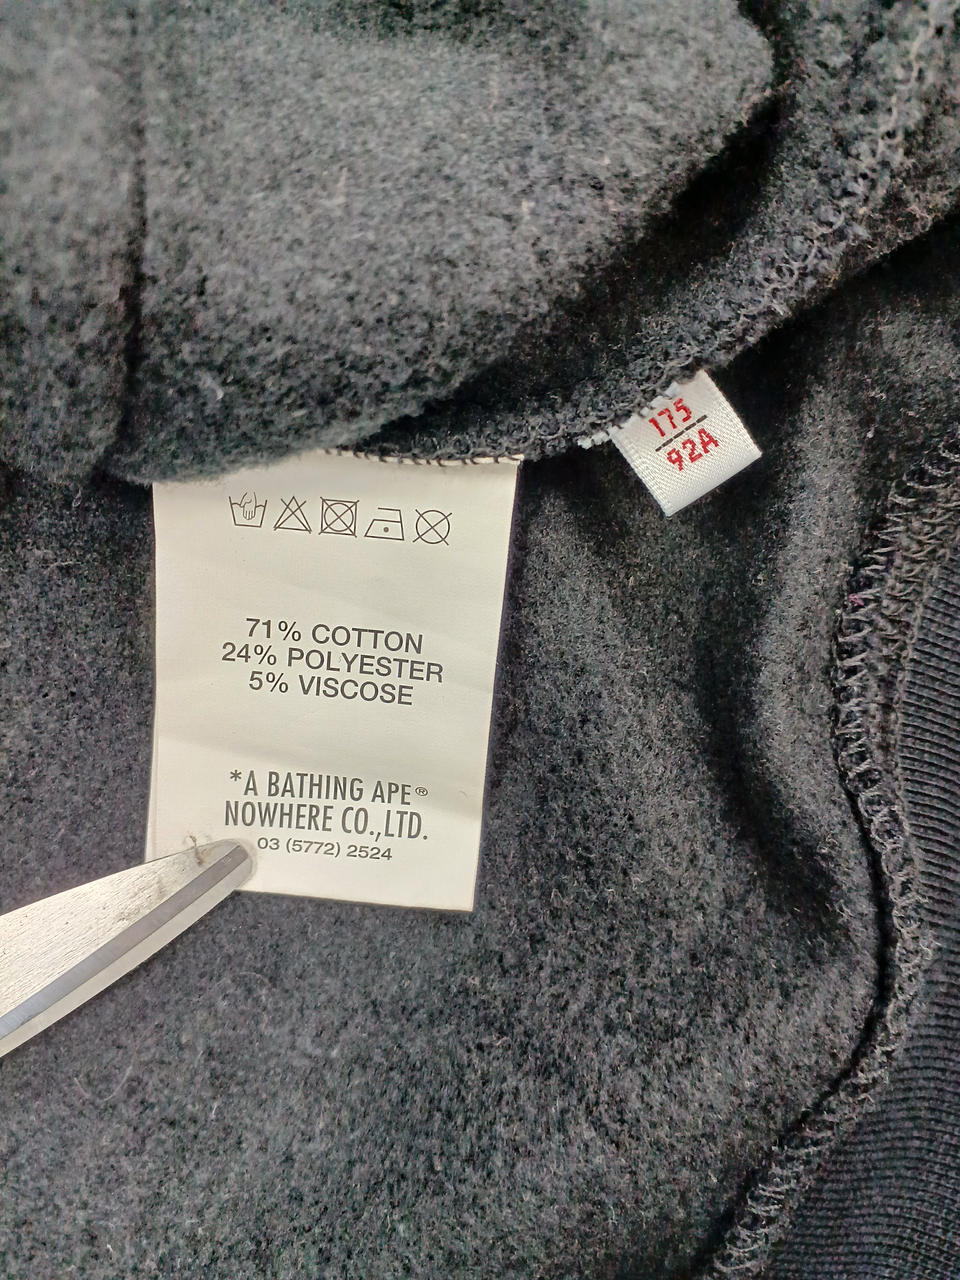 175
92A
71% COTTON
24% POLYESTER
5% VISCOSE
*A BATHING APE®
NOWHERE CO.,LTD.
03 (5772) 2524